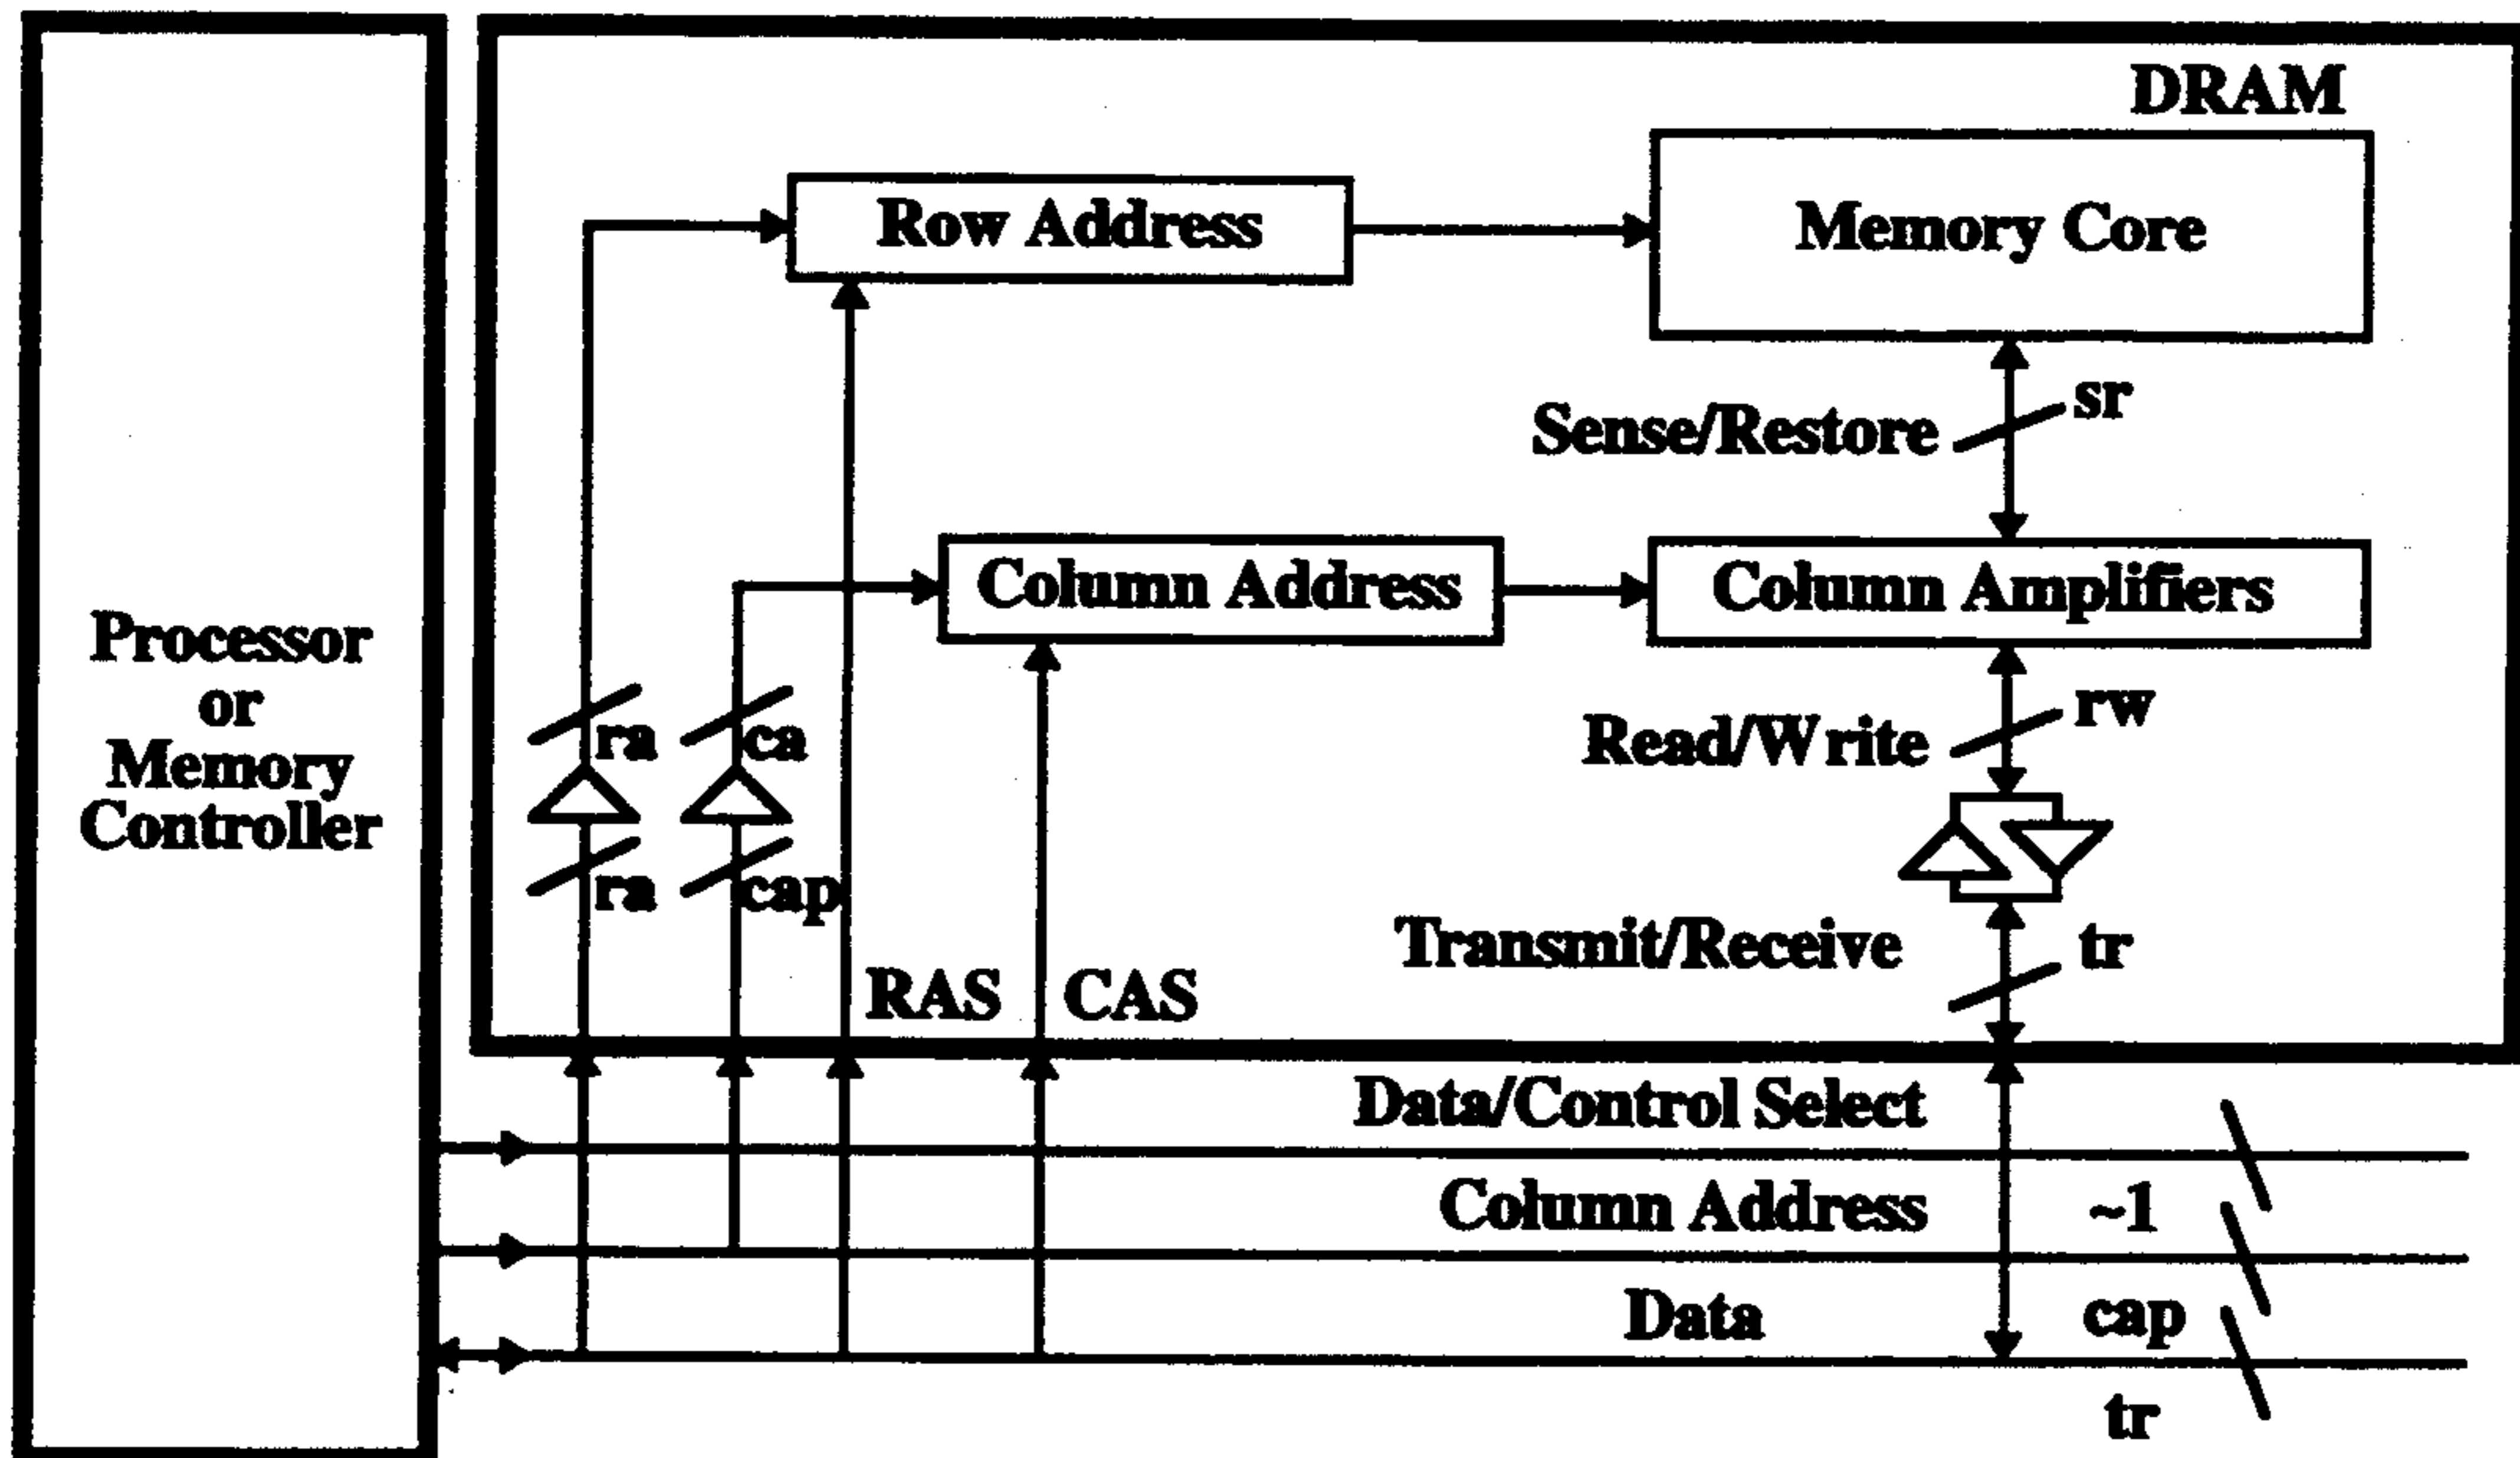 DRAM
Row Address
Memory Core
Sense/Restore
sr
Column Address
Column Amplifiers
Processor
or
Memory
Controller
ra
ca
Read/Write
rw
ra
cap
Transmit/Receive
tr
RAS
CAS
Data/Control Select
Column Address
~1
Data
cap
tr